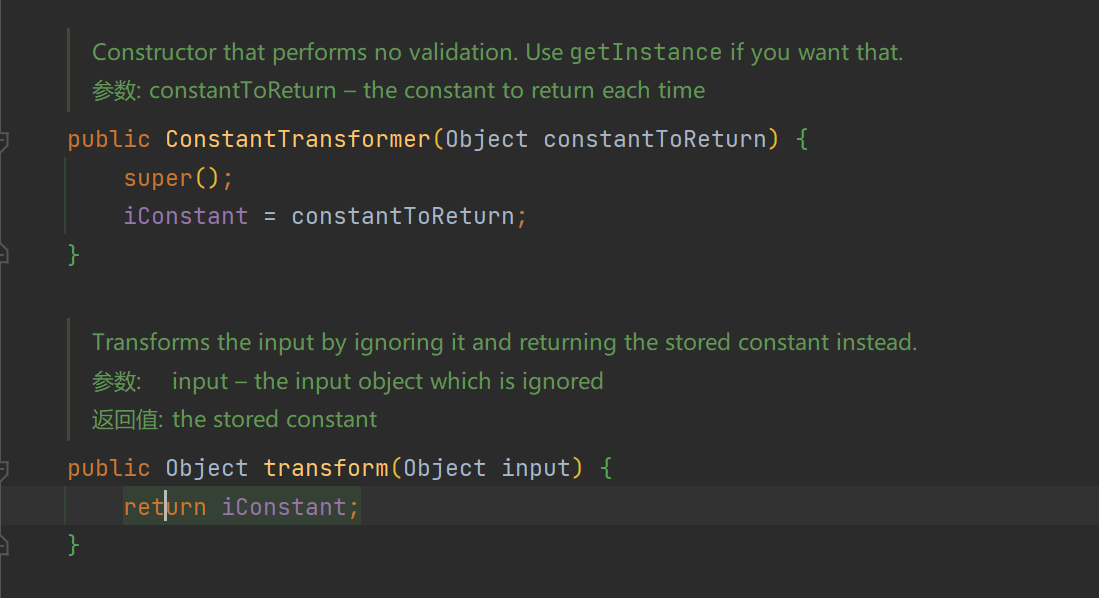 Constructor that performs no validation. Use getInstance if you want that.
参数: constantToReturn – the constant to return each time
public ConstantTransformer(Object constantToReturn) {
super();
iConstant = constantToReturn;
}
Transforms the input by ignoring it and returning the stored constant instead.
参数: input – the input object which is ignored
返回值: the stored constant
public Object transform(Object input) {
return iConstant;
}